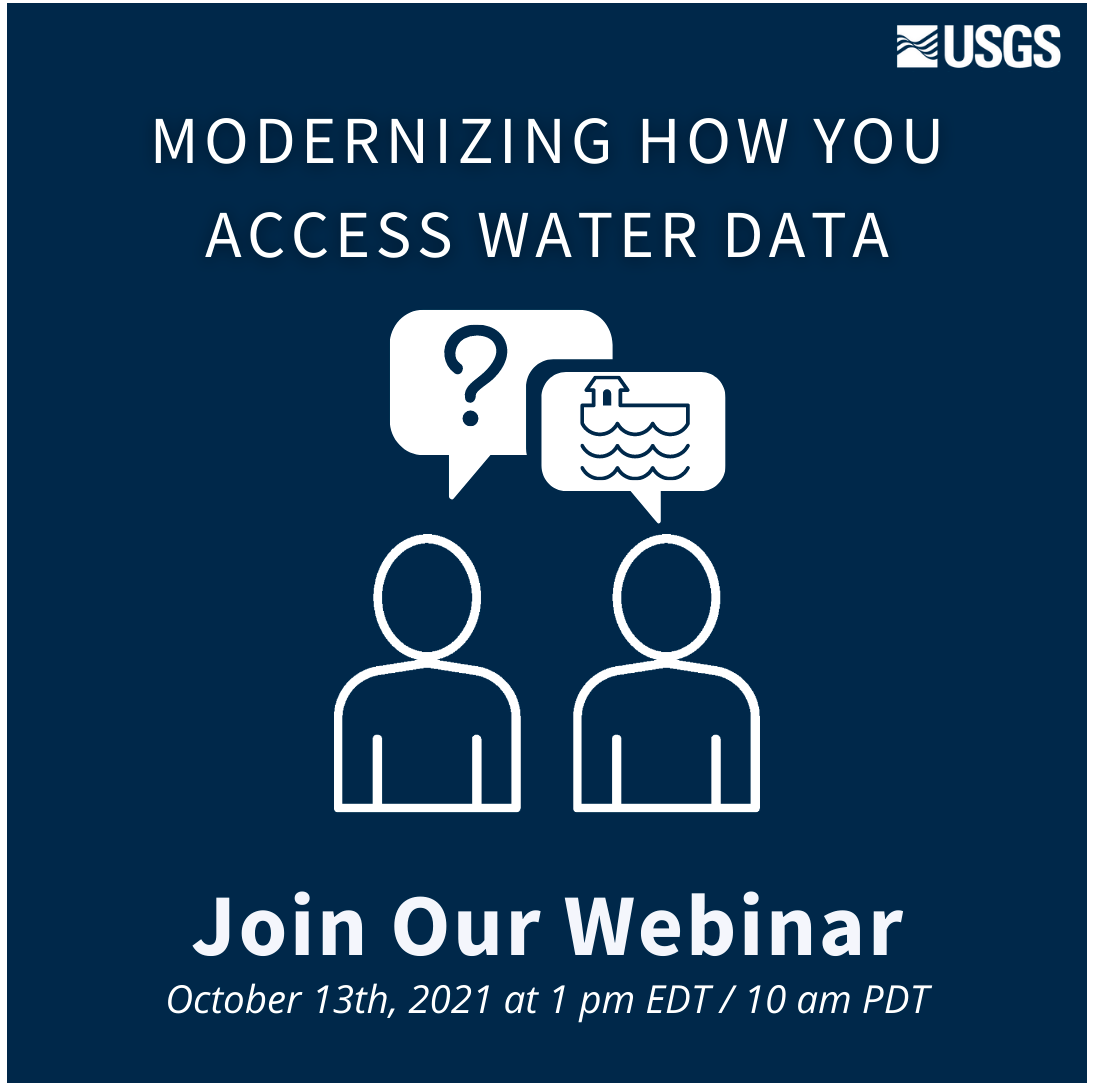 USGS
MODERNIZING HOW YOU
ACCESS WATER DATA
?
Join Our Webinar
October 13th, 2021 at 1 pm EDT / 10 am PDT